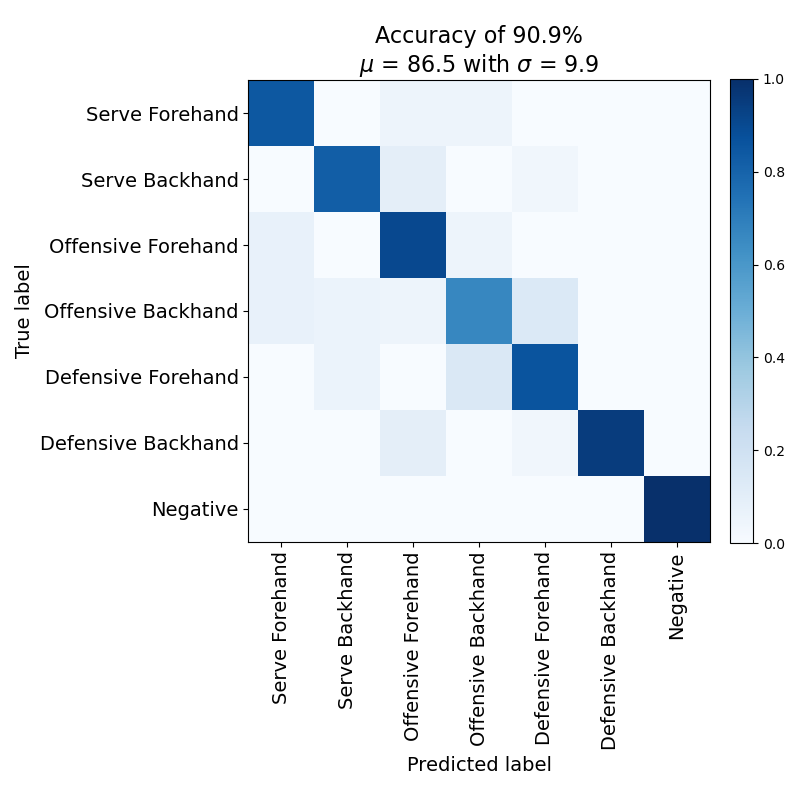 Accuracy of 90.9%
μ = 86.5 with σ = 9.9
True label
Serve Forehand
Serve Backhand
Offensive Forehand
Offensive Backhand
Defensive Forehand
Defensive Backhand
Negative
Serve Forehand
Serve Backhand
Offensive Forehand
Offensive Backhand
Defensive Forehand
Defensive Backhand
Negative
Predicted label
1.0
0.8
0.6
0.4
0.2
0.0